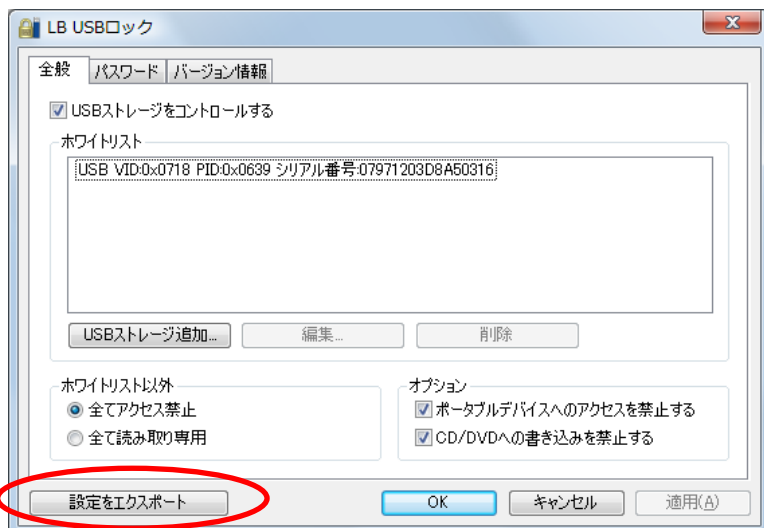 LB USBロック
全般 パスワード バージョン情報
USBストレージをコントロールする
ホワイトリスト
USB VID:0x0718 PID:0x0639 シリアル番号:07971203D8A50316
USBストレージ追加... 編集... 削除
ホワイトリスト以外 オプション
全てアクセス禁止 ポータブルデバイスへのアクセスを禁止する
全て読み取り専用 CD/DVDへの書き込みを禁止する
設定をエクスポート OK キャンセル 適用(A)